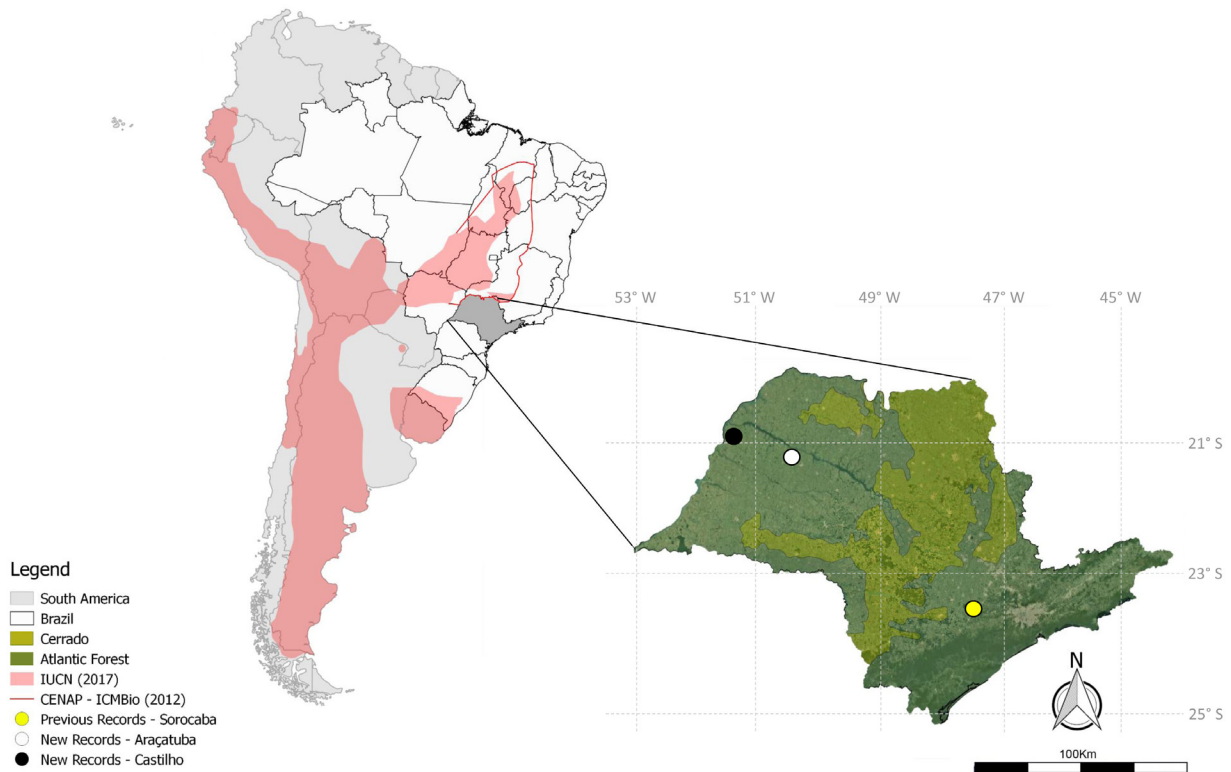 53° W 51° W 49° W 47° W 45° W
21° S
23° S
25° S
N
100Km
Legend
South America
Brazil
Cerrado
Atlantic Forest
IUCN (2017)
CENAP - ICMBio (2012)
Previous Records - Sorocaba
New Records - Araçatuba
New Records - Castilho